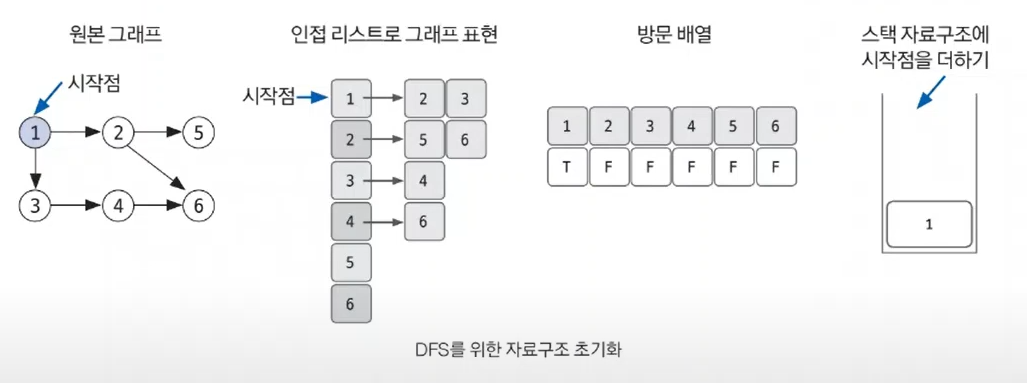 원본 그래프
시작점
1 2 5
3 4 6
인접 리스트로 그래프 표현
시작점
1 2 3
2 5 6
3 4
4 6
5
6
방문 배열
1 2 3 4 5 6
T F F F F F
스택 자료구조에
시작점을 더하기
1
DFS를 위한 자료구조 초기화